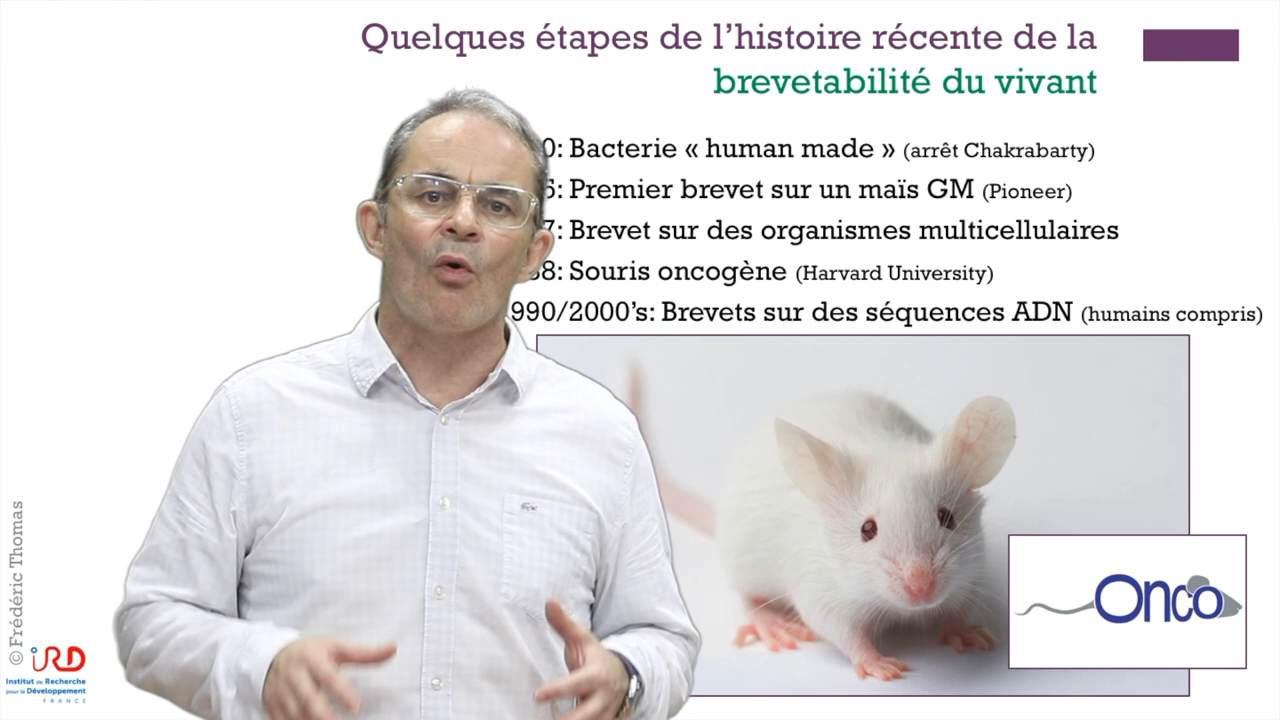 Quelques étapes de l’histoire récente de la
brevetabilité du vivant
0: Bacterie « human made » (arrêt Chakrabarty)
: Premier brevet sur un maïs GM (Pioneer)
7: Brevet sur des organismes multicellulaires
88: Souris oncogène (Harvard University)
990/2000’s: Brevets sur des séquences ADN (humains compris)
Onco
© Frédéric Thomas
IRD
Institut de Recherche
pour le Développement
FRANCE